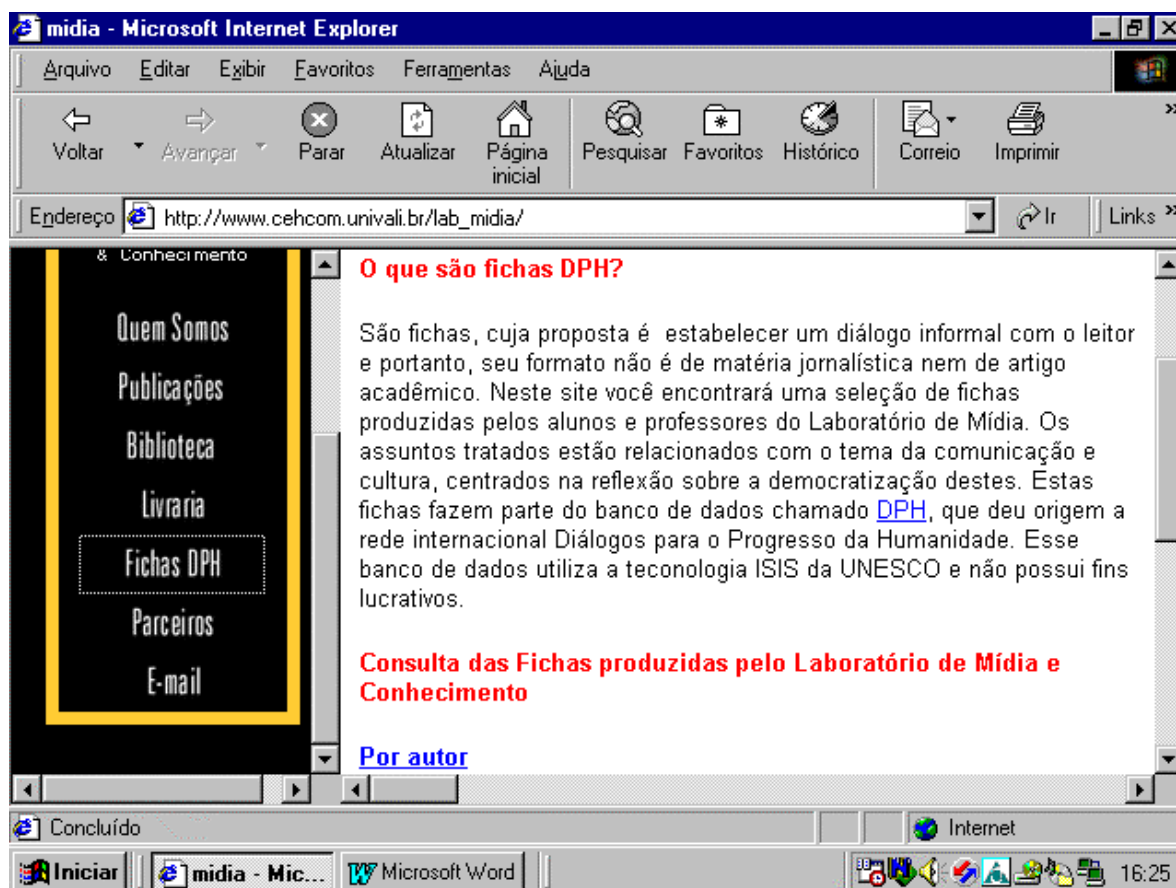 midia - Microsoft Internet Explorer
Arquivo Editar Exibir Favoritos Ferramentas Ajuda
Voltar Avançar Parar Atualizar Página inicial Pesquisar Favoritos Histórico Correio Imprimir
Endereço http://www.cehcom.univali.br/lab_midia/ Ir Links
& Conhecimento
Quem Somos
Publicações
Biblioteca
Livraria
Fichas DPH
Parceiros
E-mail
O que são fichas DPH?
São fichas, cuja proposta é estabelecer um diálogo informal com o leitor
e portanto, seu formato não é de matéria jornalística nem de artigo
acadêmico. Neste site você encontrará uma seleção de fichas
produzidas pelos alunos e professores do Laboratório de Mídia. Os
assuntos tratados estão relacionados com o tema da comunicação e
cultura, centrados na reflexão sobre a democratização destes. Estas
fichas fazem parte do banco de dados chamado DPH, que deu origem a
rede internacional Diálogos para o Progresso da Humanidade. Esse
banco de dados utiliza a teconologia ISIS da UNESCO e não possui fins
lucrativos.
Consulta das Fichas produzidas pelo Laboratório de Mídia e
Conhecimento
Por autor
Concluído Internet
Iniciar midia - Mic... Microsoft Word 16:25